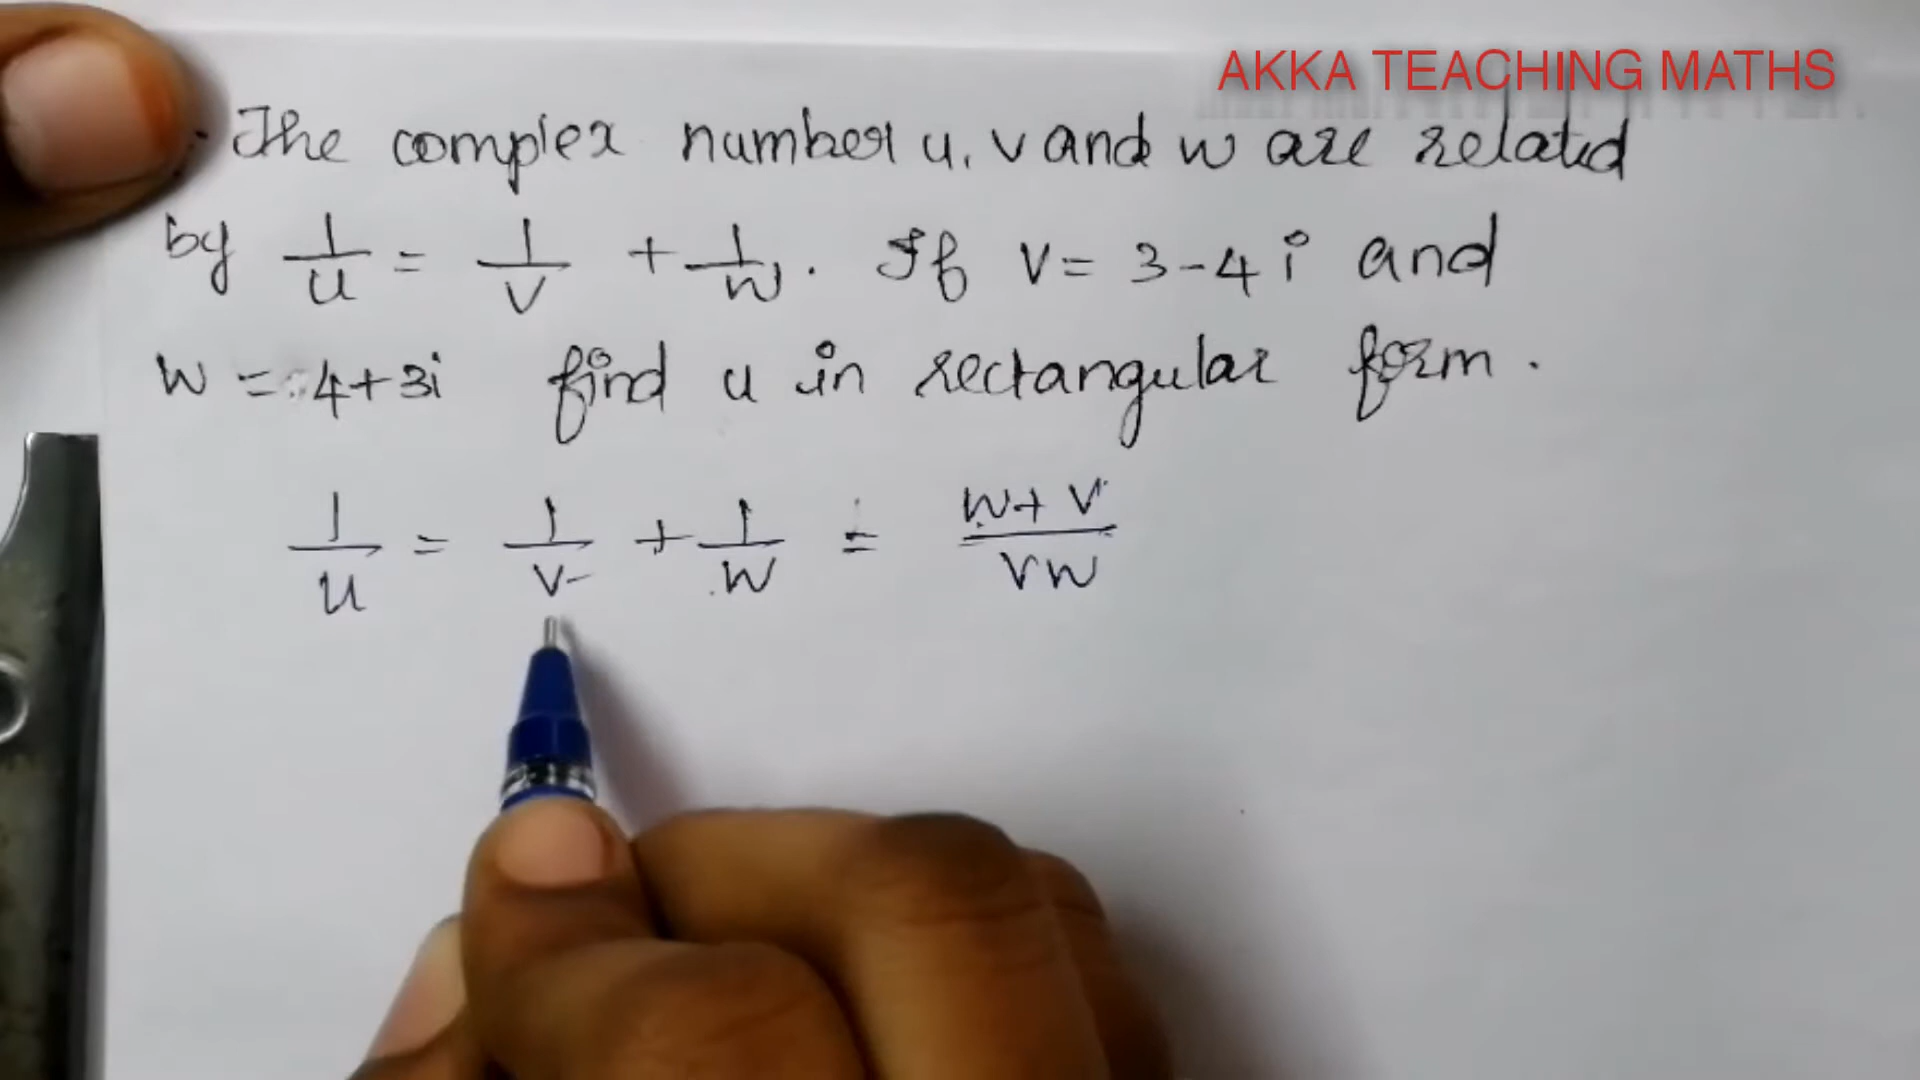 AKKA TEACHING MATHS
The complex number u, v and w are related
by 1/u = 1/v + 1/w. If v = 3-4i and
w = 4+3i find u in rectangular form.
1/u = 1/v + 1/w = w+v/vw